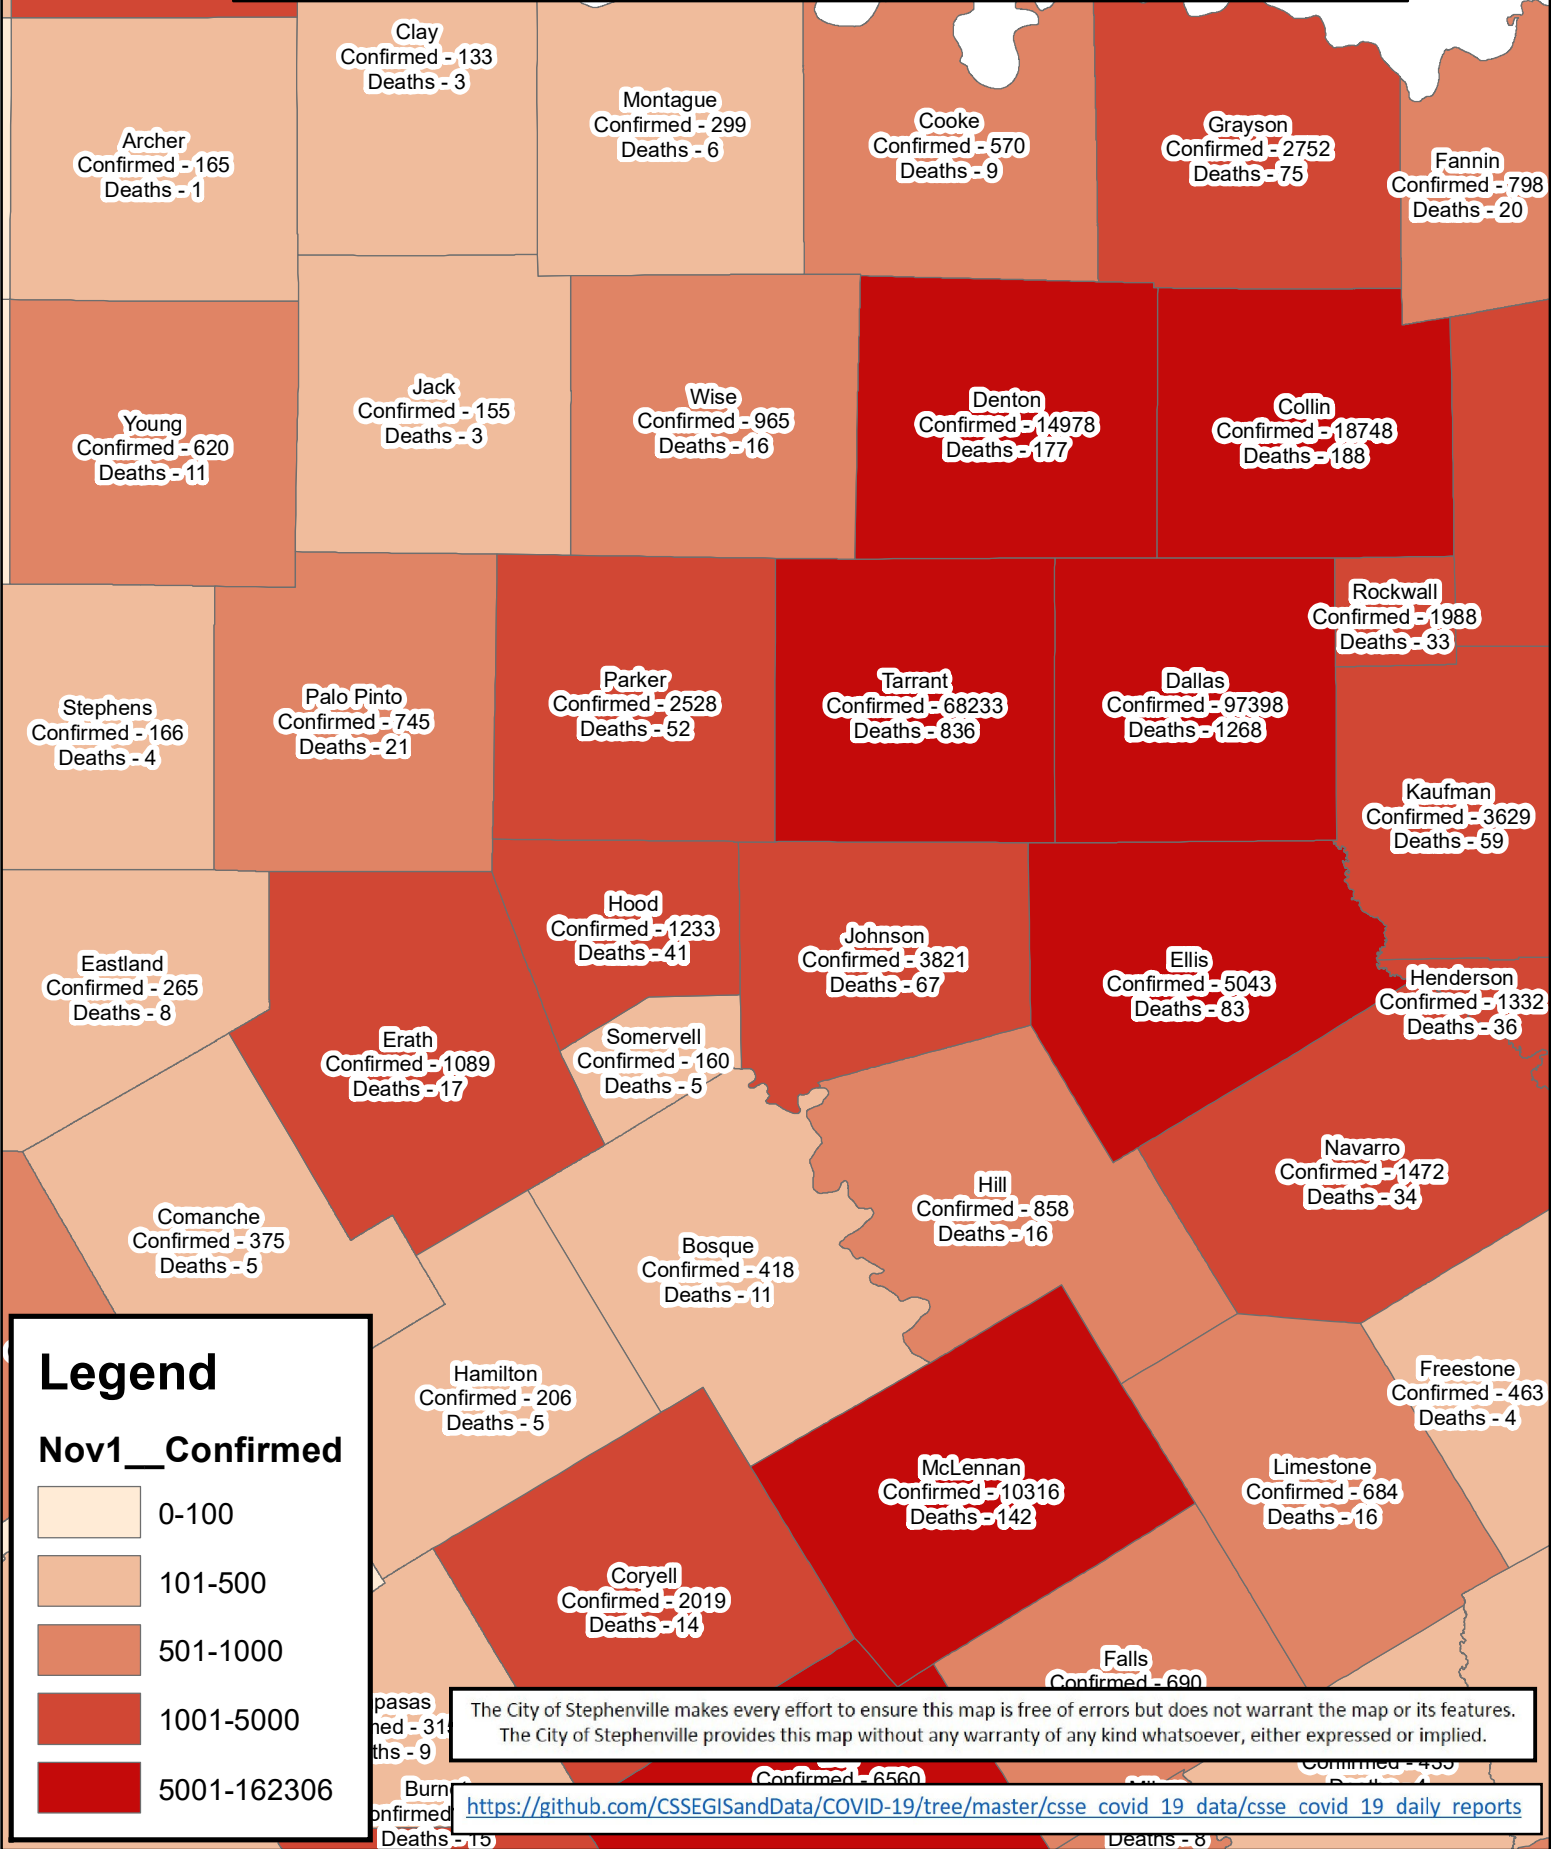 Clay
Confirmed - 133
Deaths - 3
Montague
Confirmed - 299
Deaths - 6
Cooke
Confirmed - 570
Deaths - 9
Grayson
Confirmed - 2752
Deaths - 75
Archer
Confirmed - 165
Deaths - 1
Fannin
Confirmed - 798
Deaths - 20
Young
Confirmed - 620
Deaths - 11
Jack
Confirmed - 155
Deaths - 3
Wise
Confirmed - 965
Deaths - 16
Denton
Confirmed - 14978
Deaths - 177
Collin
Confirmed - 18748
Deaths - 188
Rockwall
Confirmed - 1988
Deaths - 33
Stephens
Confirmed - 166
Deaths - 4
Palo Pinto
Confirmed - 745
Deaths - 21
Parker
Confirmed - 2528
Deaths - 52
Tarrant
Confirmed - 68233
Deaths - 836
Dallas
Confirmed - 97398
Deaths - 1268
Kaufman
Confirmed - 3629
Deaths - 59
Eastland
Confirmed - 265
Deaths - 8
Hood
Confirmed - 1233
Deaths - 41
Johnson
Confirmed - 3821
Deaths - 67
Ellis
Confirmed - 5043
Deaths - 83
Henderson
Confirmed - 1332
Deaths - 36
Erath
Confirmed - 1089
Deaths - 17
Somervell
Confirmed - 160
Deaths - 5
Comanche
Confirmed - 375
Deaths - 5
Bosque
Confirmed - 418
Deaths - 11
Hill
Confirmed - 858
Deaths - 16
Navarro
Confirmed - 1472
Deaths - 34
Hamilton
Confirmed - 206
Deaths - 5
Freestone
Confirmed - 463
Deaths - 4
McLennan
Confirmed - 10316
Deaths - 142
Limestone
Confirmed - 684
Deaths - 16
Coryell
Confirmed - 2019
Deaths - 14
Falls
Confirmed - 690
Legend
Nov1__Confirmed
0-100
101-500
501-1000
1001-5000
5001-162306
pasas
ned - 31
ths - 9
The City of Stephenville makes every effort to ensure this map is free of errors but does not warrant the map or its features.
The City of Stephenville provides this map without any warranty of any kind whatsoever, either expressed or implied.
Confirmed - 6560
Burn
onfirmed
Deaths - 15
https://github.com/CSSEGISandData/COVID-19/tree/master/csse_covid_19_data/csse_covid_19_daily_reports
Deaths - 8